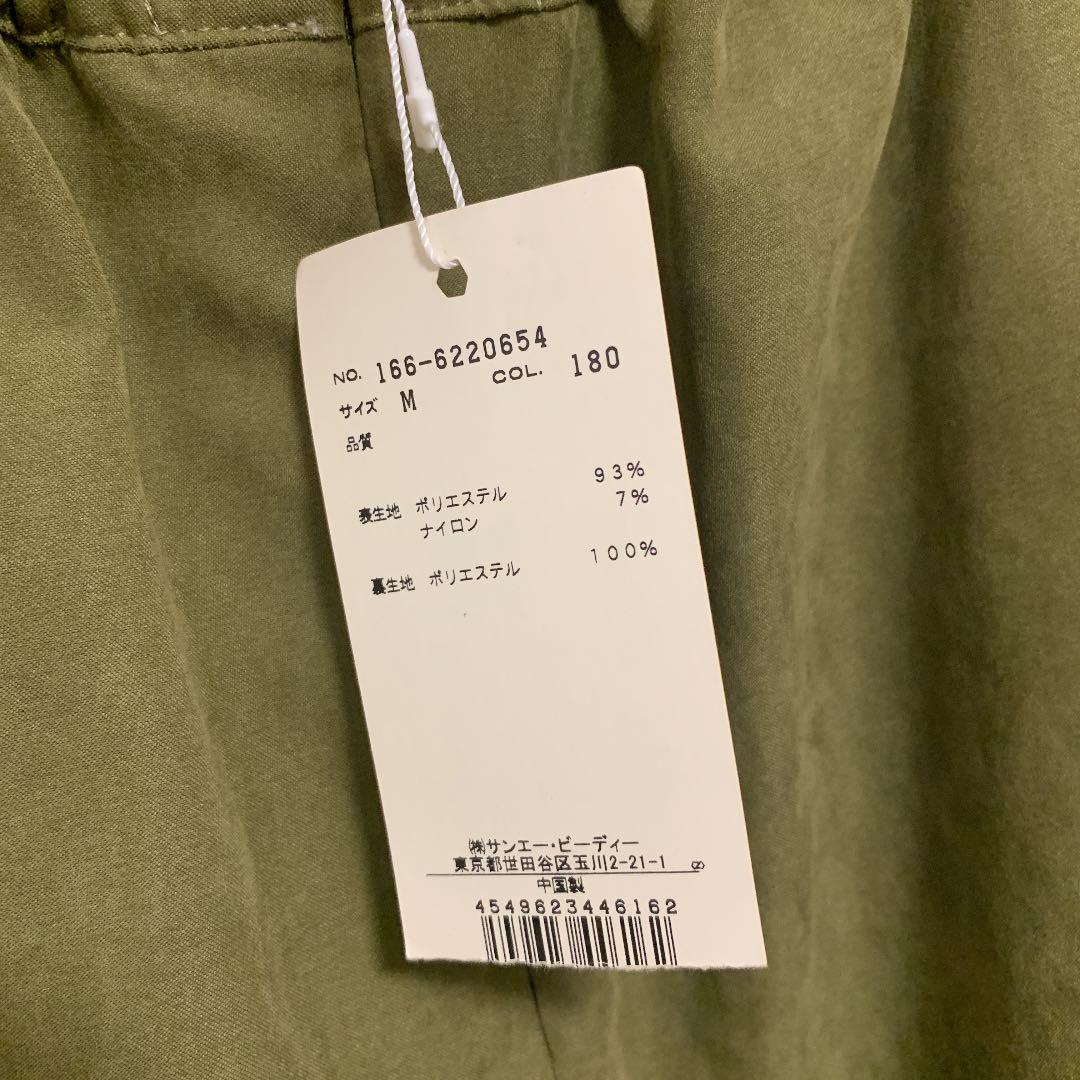 NO. 166-6220654
サイズ M COL. 180
品質
表生地 ポリエステル 93%
ナイロン 7%
裏生地 ポリエステル 100%
㈱サンエー・ビーディー
東京都世田谷区玉川2-21-1 (Z)
中国製
4549623446162